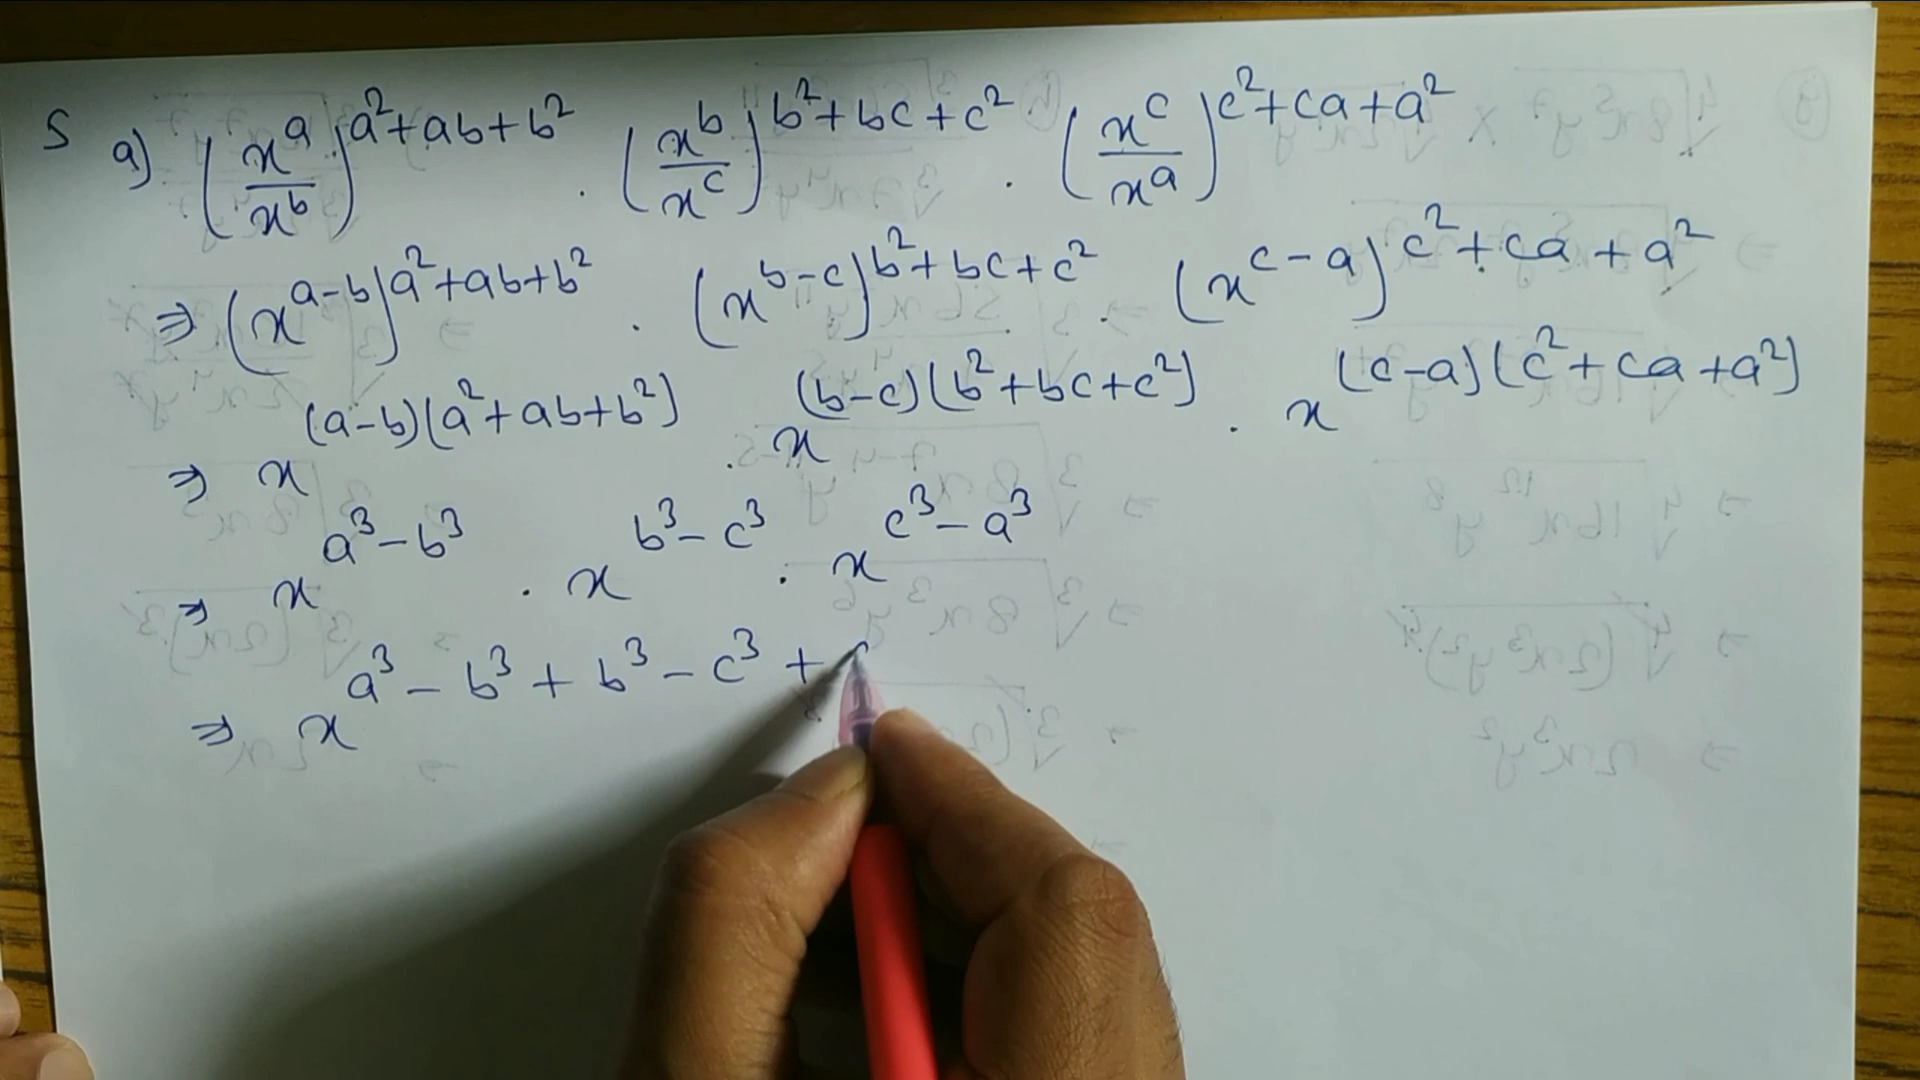 5 a) (x^a/x^b)^a²+ab+b² . (x^b/x^c)^b²+bc+c² . (x^c/x^a)^c²+ca+a²
⇒ (x^a-b)^a²+ab+b² . (x^b-c)^b²+bc+c² . (x^c-a)^c²+ca+a²
⇒ x^(a-b)(a²+ab+b²) . x^(b-c)(b²+bc+c²) . x^(c-a)(c²+ca+a²)
⇒ x^a³-b³ . x^b³-c³ . x^c³-a³
⇒ x^a³-b³+b³-c³+